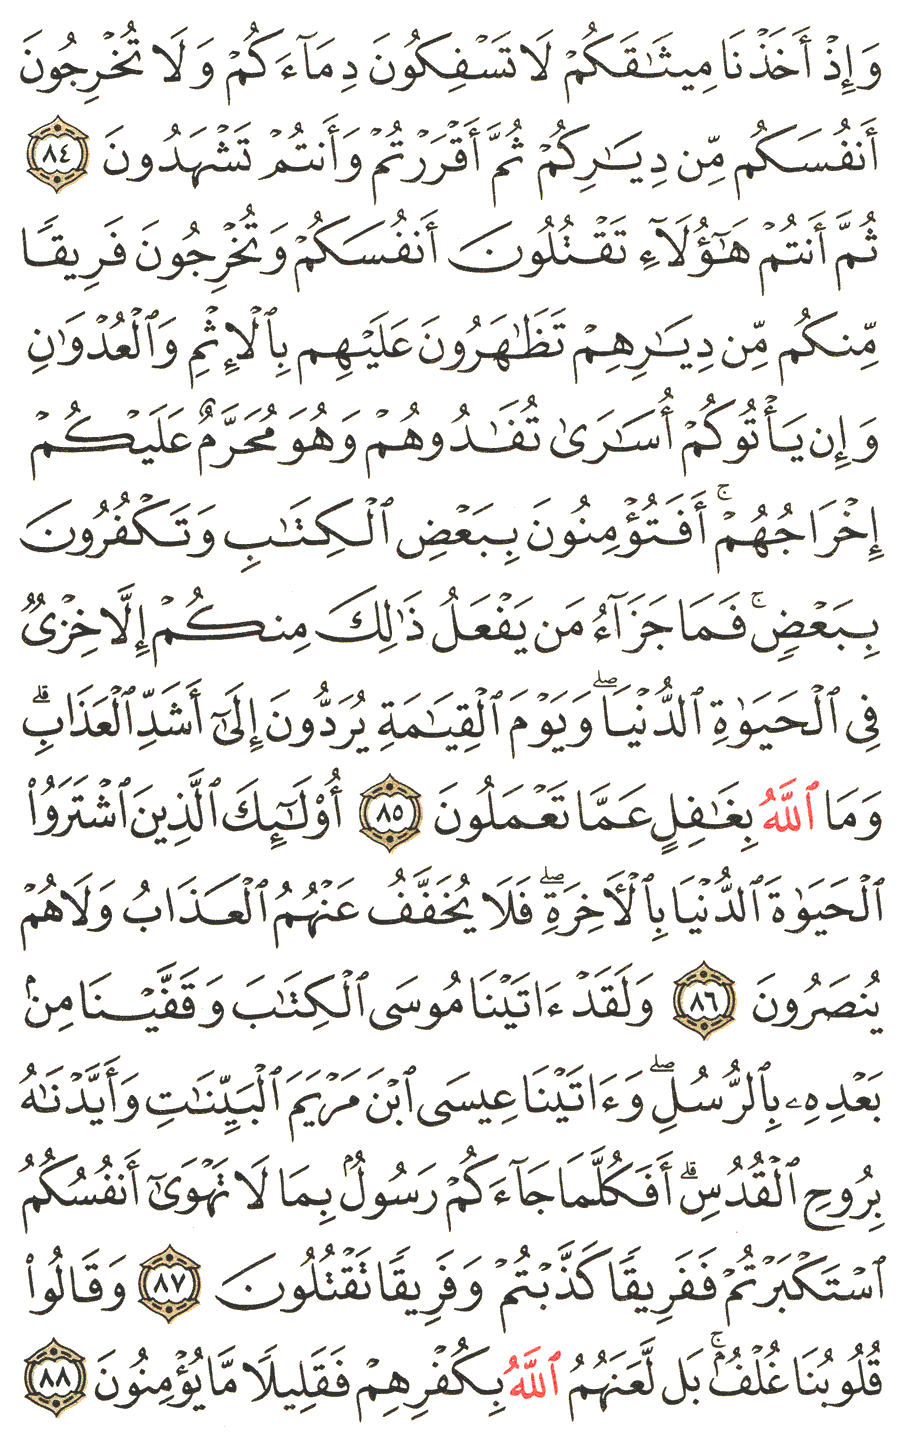 وَإِذْ أَخَذْنَا مِيثَـٰقَكُمْ لَا تَسْفِكُونَ دِمَآءَكُمْ وَلَا تُخْرِجُونَ
أَنفُسَكُم مِّن دِيَـٰرِكُمْ ثُمَّ أَقْرَرْتُمْ وَأَنتُمْ تَشْهَدُونَ ٨٤
ثُمَّ أَنتُمْ هَـٰٓؤُلَآءِ تَقْتُلُونَ أَنفُسَكُمْ وَتُخْرِجُونَ فَرِيقًا
مِّنكُم مِّن دِيَـٰرِهِمْ تَظَـٰهَرُونَ عَلَيْهِم بِٱلْإِثْمِ وَٱلْعُدْوَٰنِ
وَإِن يَأْتُوكُمْ أُسَـٰرَىٰ تُفَـٰدُوهُمْ وَهُوَ مُحَرَّمٌ عَلَيْكُمْ
إِخْرَاجُهُمْ ۚ أَفَتُؤْمِنُونَ بِبَعْضِ ٱلْكِتَـٰبِ وَتَكْفُرُونَ
بِبَعْضٍ ۚ فَمَا جَزَآءُ مَن يَفْعَلُ ذَٰلِكَ مِنكُمْ إِلَّا خِزْىٌ
فِى ٱلْحَيَوٰةِ ٱلدُّنْيَا ۖ وَيَوْمَ ٱلْقِيَـٰمَةِ يُرَدُّونَ إِلَىٰٓ أَشَدِّ ٱلْعَذَابِ ۗ
وَمَا ٱللَّهُ بِغَـٰفِلٍ عَمَّا تَعْمَلُونَ ٨٥ أُو۟لَـٰٓئِكَ ٱلَّذِينَ ٱشْتَرَوُا۟
ٱلْحَيَوٰةَ ٱلدُّنْيَا بِٱلْـَٔاخِرَةِ ۖ فَلَا يُخَفَّفُ عَنْهُمُ ٱلْعَذَابُ وَلَا هُمْ
يُنصَرُونَ ٨٦ وَلَقَدْ ءَاتَيْنَا مُوسَى ٱلْكِتَـٰبَ وَقَفَّيْنَا مِنۢ
بَعْدِهِۦ بِٱلرُّسُلِ ۖ وَءَاتَيْنَا عِيسَى ٱبْنَ مَرْيَمَ ٱلْبَيِّنَـٰتِ وَأَيَّدْنَـٰهُ
بِرُوحِ ٱلْقُدُسِ ۗ أَفَكُلَّمَا جَآءَكُمْ رَسُولٌۢ بِمَا لَا تَهْوَىٰٓ أَنفُسُكُمُ
ٱسْتَكْبَرْتُمْ فَفَرِيقًا كَذَّبْتُمْ وَفَرِيقًا تَقْتُلُونَ ٨٧ وَقَالُوا۟
قُلُوبُنَا غُلْفٌۢ ۚ بَل لَّعَنَهُمُ ٱللَّهُ بِكُفْرِهِمْ فَقَلِيلًا مَّا يُؤْمِنُونَ ٨٨